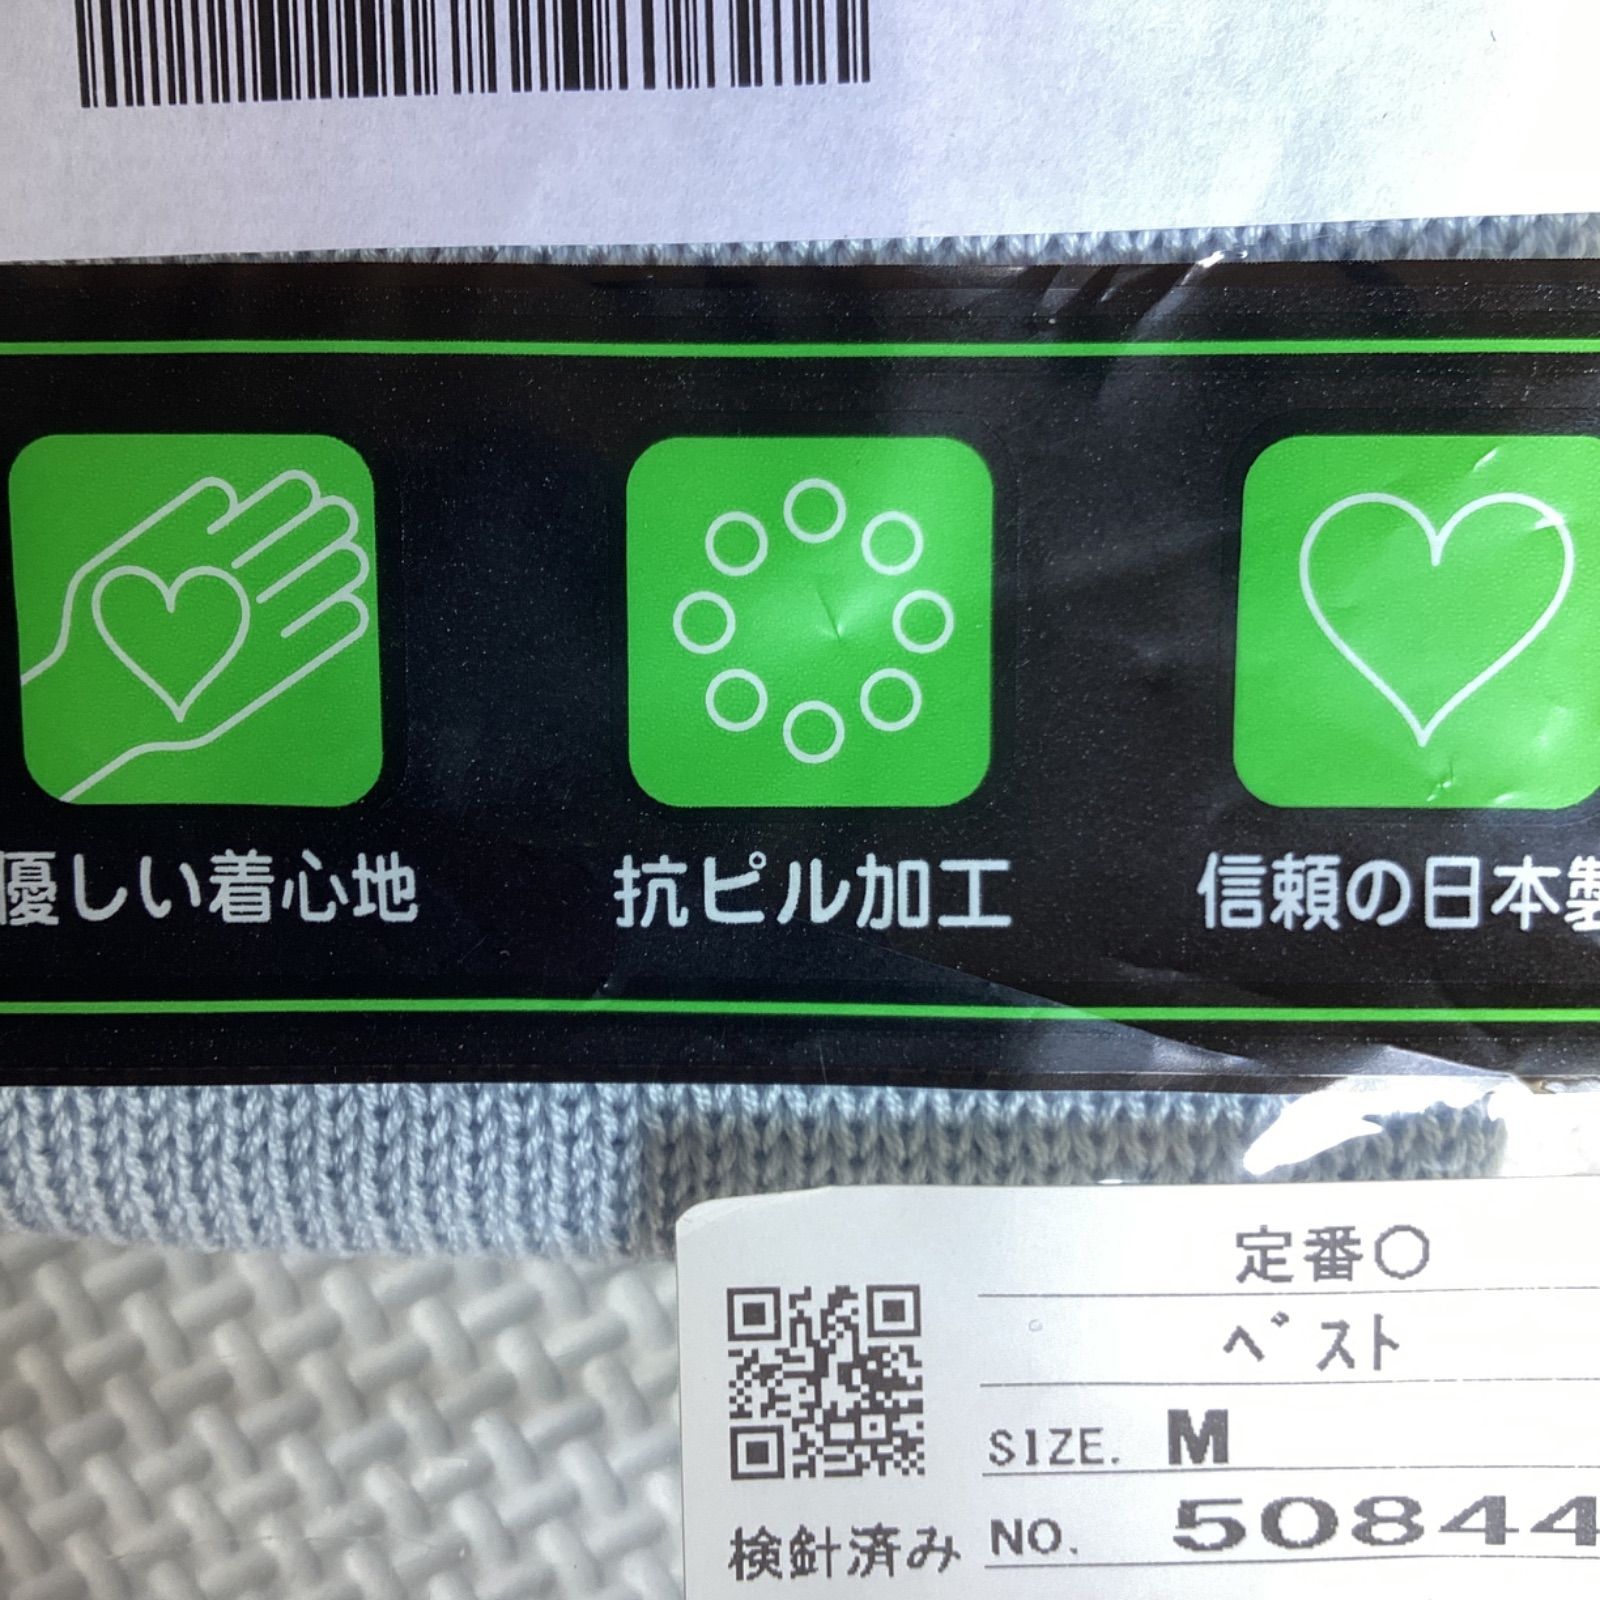 優しい着心地
抗ピル加工
信頼の日本製
定番〇
ベスト
SIZE. M
検針済み NO. 50844